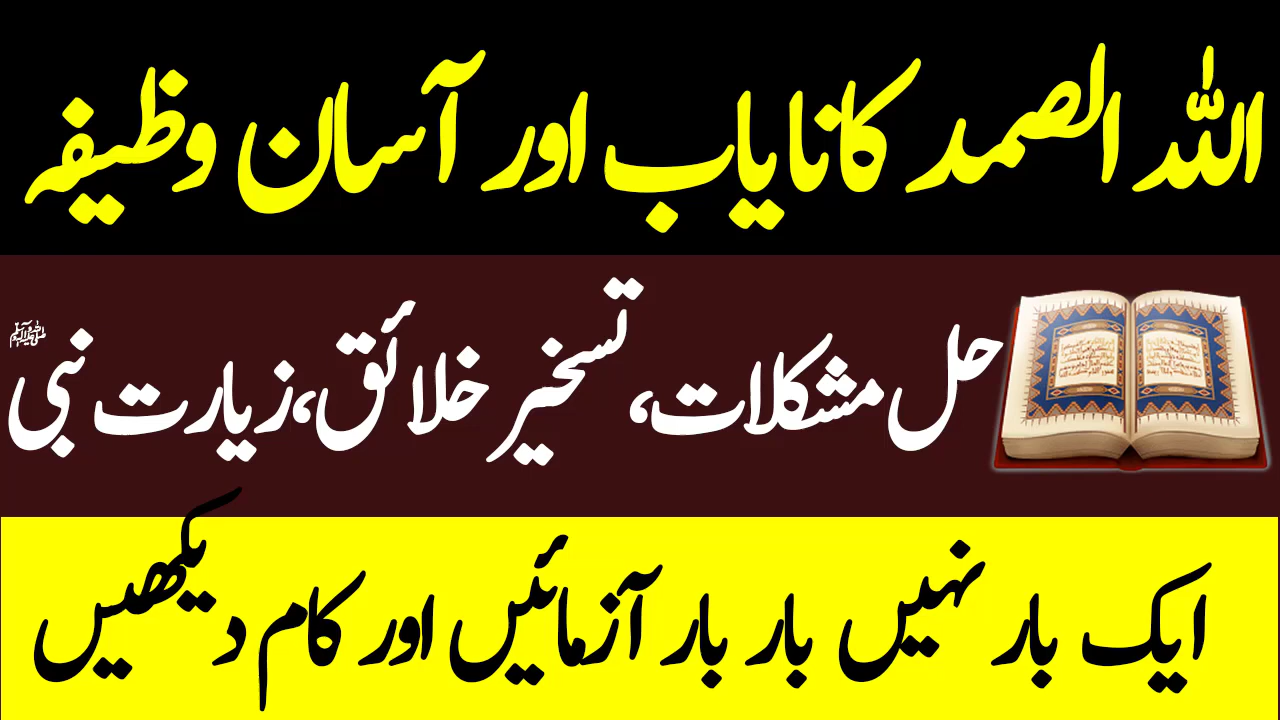 اللہ الصمد کا نایاب اور آسان وظیفہ
حل مشکلات، تسخیر خلائق، زیارت نبی ﷺ
ایک بار نہیں بار بار آزمائیں اور کام دیکھیں